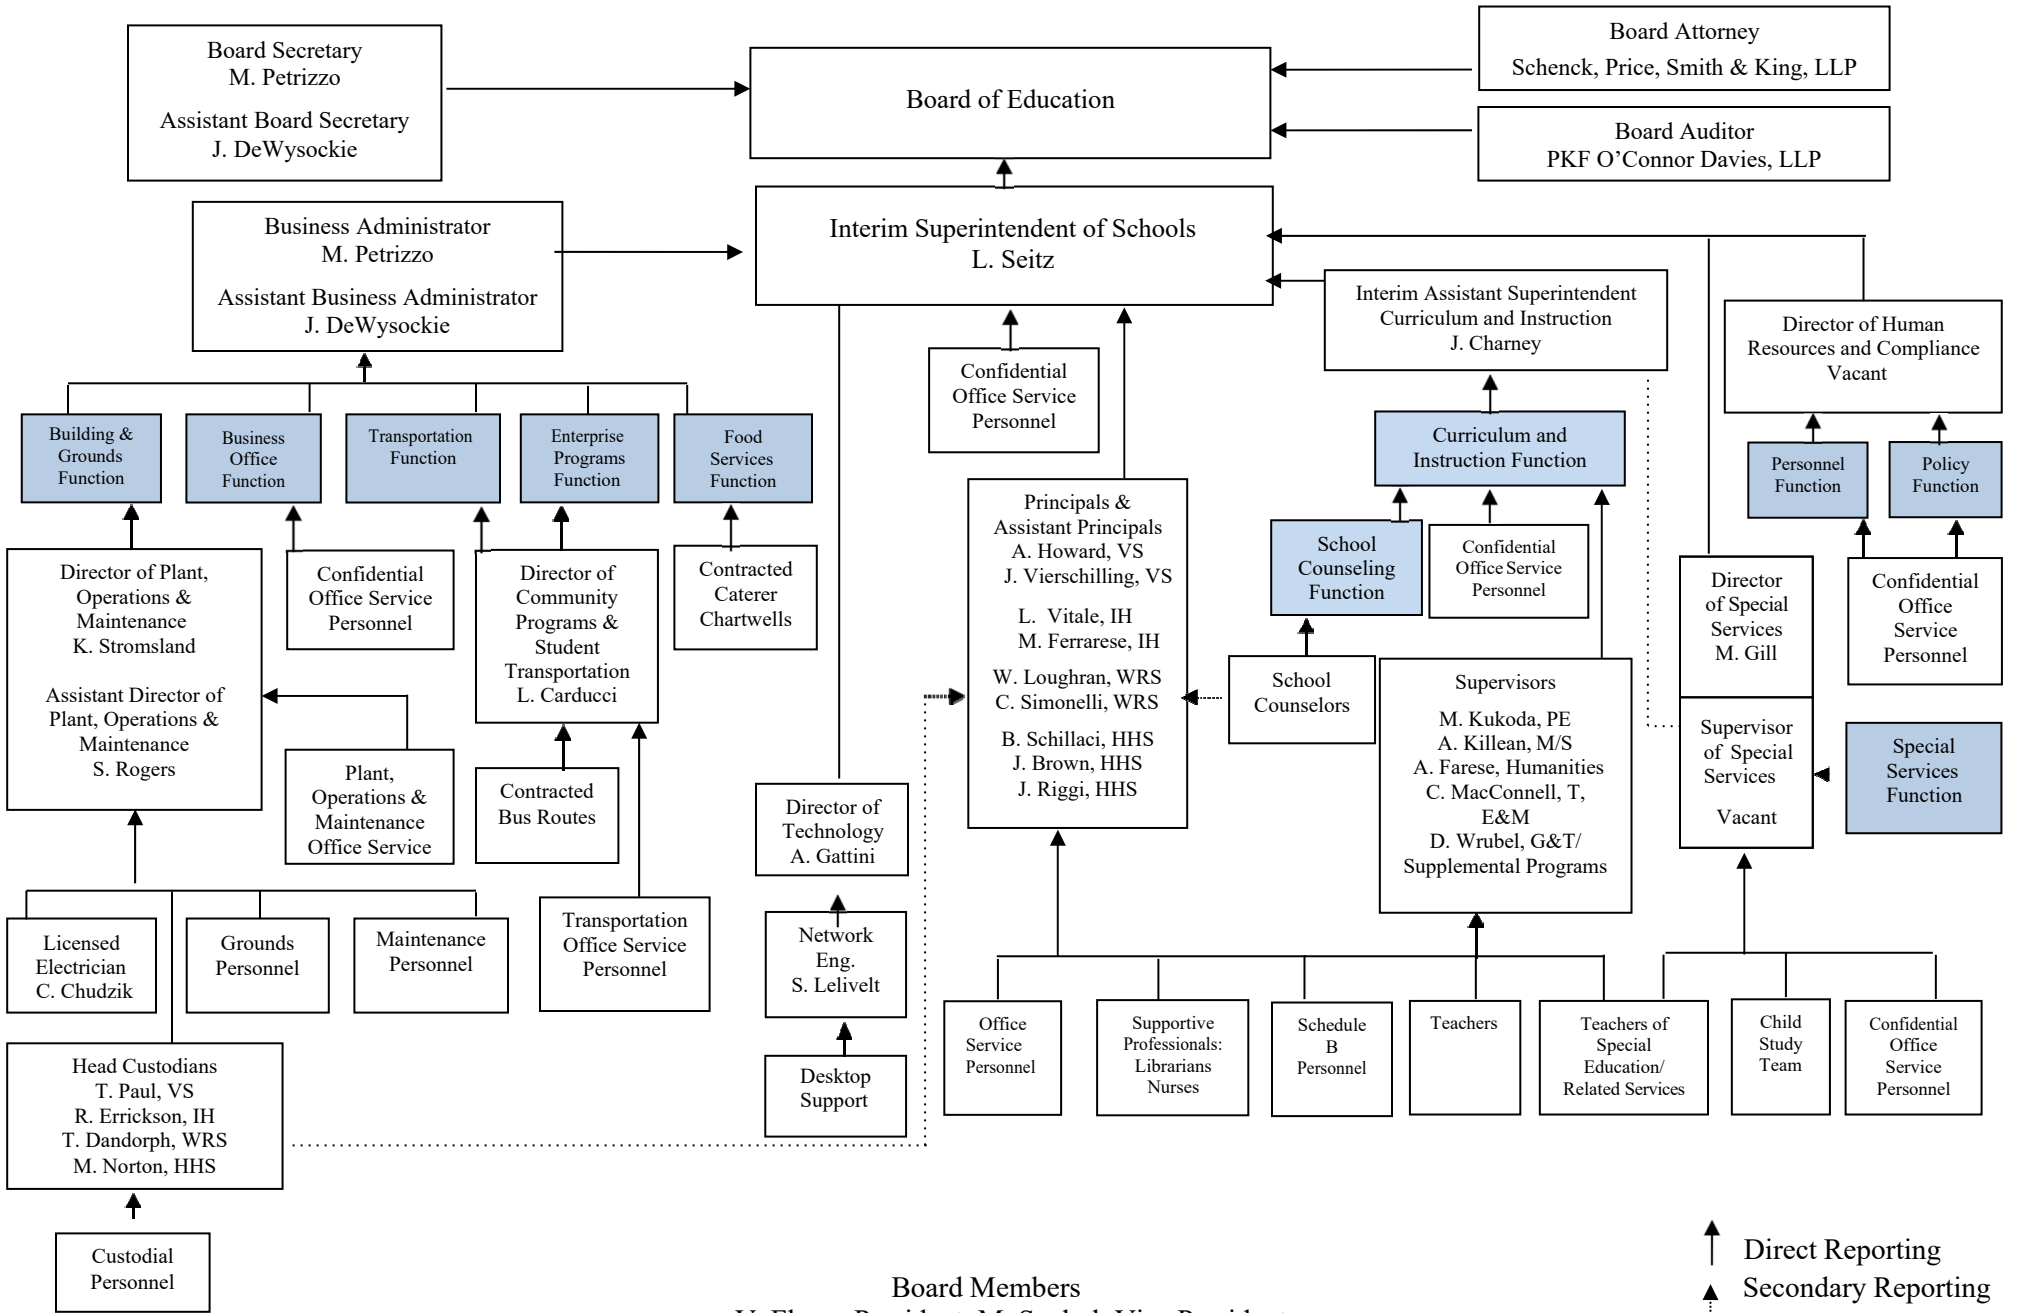 Board Secretary
M. Petrizzo
Assistant Board Secretary
J. DeWysockie
Board of Education
Board Attorney
Schenck, Price, Smith & King, LLP
Board Auditor
PKF O’Connor Davies, LLP
Business Administrator
M. Petrizzo
Assistant Business Administrator
J. DeWysockie
Interim Superintendent of Schools
L. Seitz
Interim Assistant Superintendent
Curriculum and Instruction
J. Charney
Director of Human
Resources and Compliance
Vacant
Confidential
Office Service
Personnel
Building &
Grounds
Function
Business
Office
Function
Transportation
Function
Enterprise
Programs
Function
Food
Services
Function
Curriculum and
Instruction Function
Personnel
Function
Policy
Function
Director of Plant,
Operations &
Maintenance
K. Stromsland
Assistant Director of
Plant, Operations &
Maintenance
S. Rogers
Confidential
Office Service
Personnel
Director of
Community
Programs &
Student
Transportation
L. Carducci
Contracted
Caterer
Chartwells
Principals &
Assistant Principals
A. Howard, VS
J. Vierschilling, VS
L. Vitale, IH
M. Ferrarese, IH
W. Loughran, WRS
C. Simonelli, WRS
B. Schillaci, HHS
J. Brown, HHS
J. Riggi, HHS
School
Counseling
Function
Confidential
Office Service
Personnel
Director
of Special
Services
M. Gill
Confidential
Office
Service
Personnel
School
Counselors
Supervisors
M. Kukoda, PE
A. Killean, M/S
A. Farese, Humanities
C. MacConnell, T,
E&M
D. Wrubel, G&T/
Supplemental Programs
Supervisor
of Special
Services
Vacant
Special
Services
Function
Plant,
Operations &
Maintenance
Office Service
Contracted
Bus Routes
Director of
Technology
A. Gattini
Licensed
Electrician
C. Chudzik
Grounds
Personnel
Maintenance
Personnel
Transportation
Office Service
Personnel
Network
Eng.
S. Lelivelt
Office
Service
Personnel
Supportive
Professionals:
Librarians
Nurses
Schedule
B
Personnel
Teachers
Teachers of
Special
Education/
Related Services
Child
Study
Team
Confidential
Office
Service
Personnel
Head Custodians
T. Paul, VS
R. Errickson, IH
T. Dandorph, WRS
M. Norton, HHS
Desktop
Support
Custodial
Personnel
Direct Reporting
Secondary Reporting
Board Members